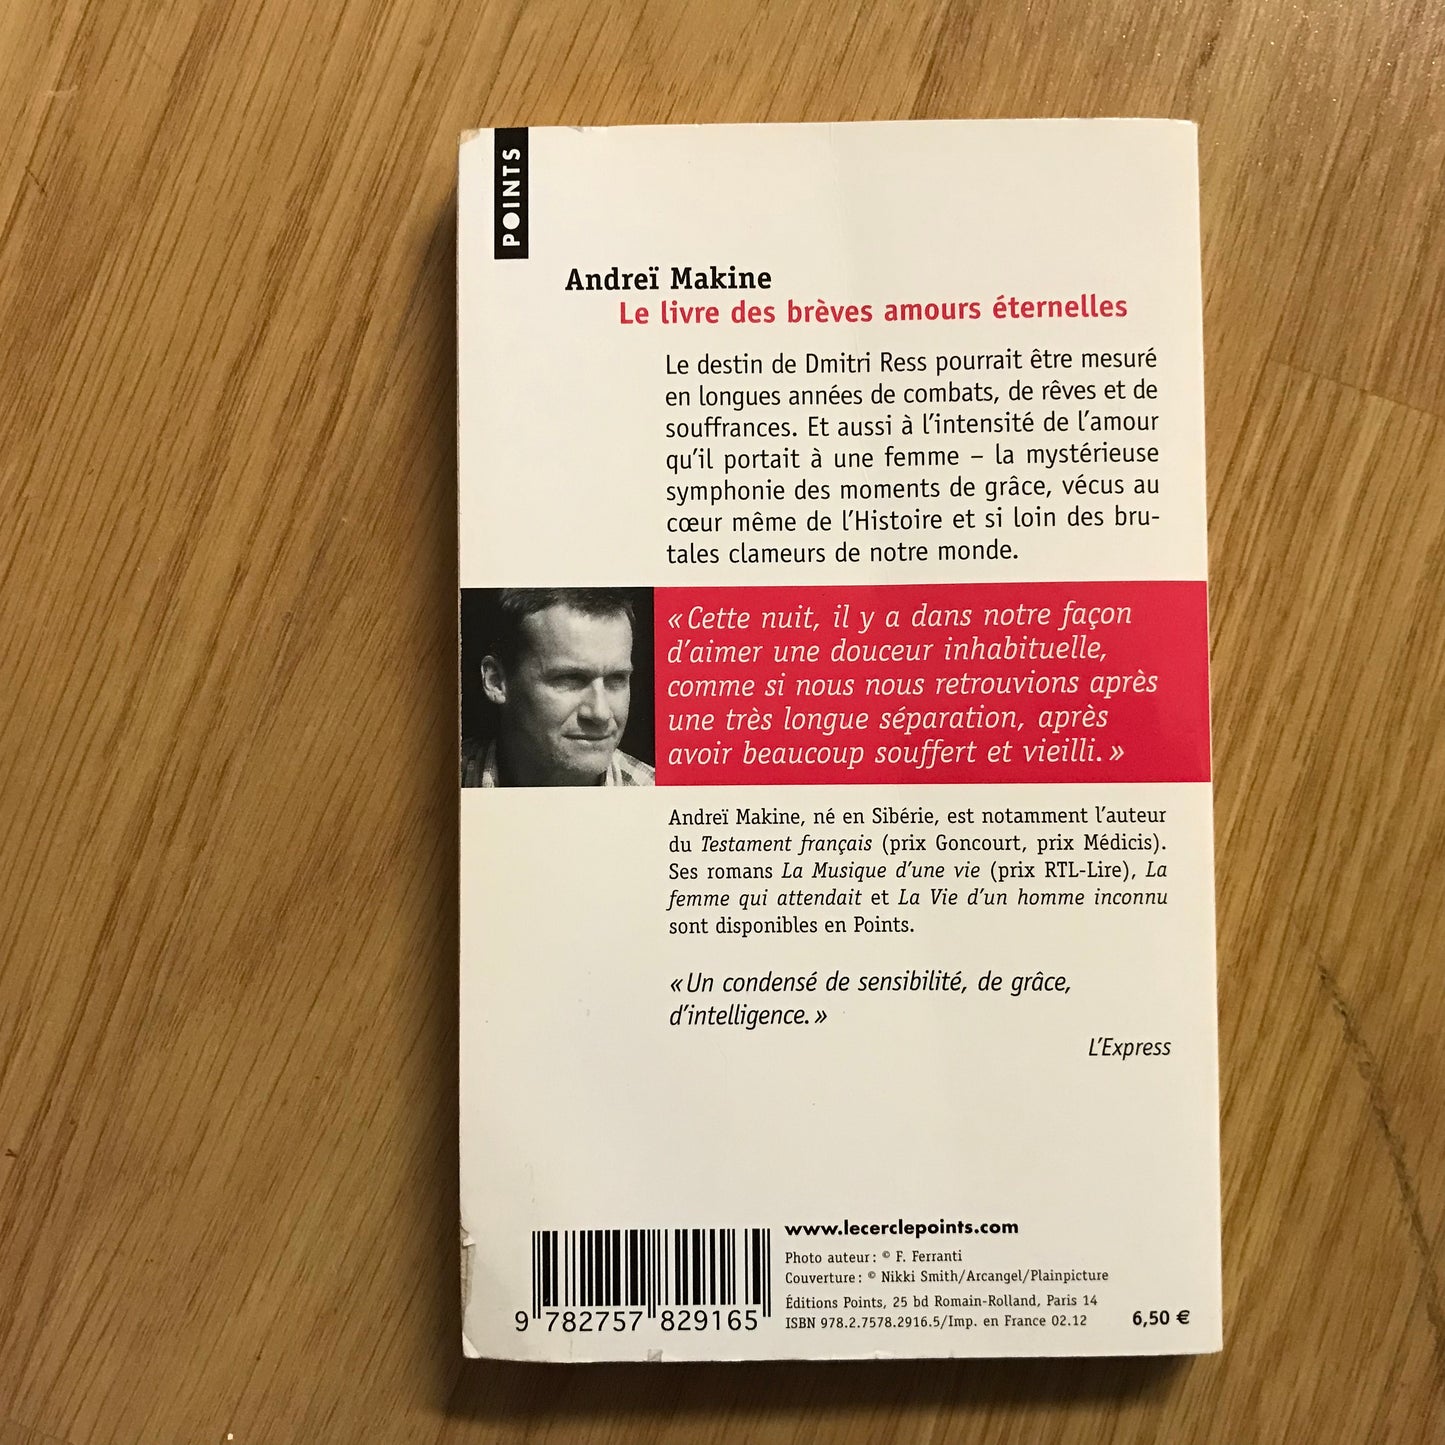 POINTS
Andreï Makine
Le livre des brèves amours éternelles
Le destin de Dmitri Ress pourrait être mesuré
en longues années de combats, de rêves et de
souffrances. Et aussi à l'intensité de l'amour
qu'il portait à une femme – la mystérieuse
symphonie des moments de grâce, vécus au
cœur même de l'Histoire et si loin des bru-
tales clameurs de notre monde.
« Cette nuit, il y a dans notre façon
d'aimer une douceur inhabituelle,
comme si nous nous retrouvions après
une très longue séparation, après
avoir beaucoup souffert et vieilli. »
Andreï Makine, né en Sibérie, est notamment l'auteur
du Testament français (prix Goncourt, prix Médicis).
Ses romans La Musique d'une vie (prix RTL-Lire), La
femme qui attendait et La Vie d'un homme inconnu
sont disponibles en Points.
« Un condensé de sensibilité, de grâce,
d'intelligence. »
L'Express
www.lecerclepoints.com
Photo auteur : © F. Ferranti
Couverture : © Nikki Smith/Arcangel/Plainpicture
Éditions Points, 25 bd Romain-Rolland, Paris 14
ISBN 978.2.7578.2916.5/Imp. en France 02.12
6,50 €
9 782757 829165